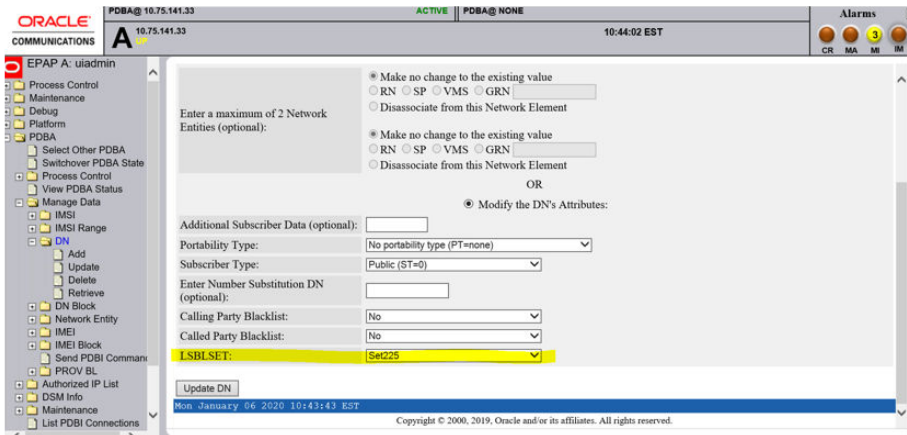 ORACLE
COMMUNICATIONS
PDBA@ 10.75.141.33
ACTIVE
PDBA@ NONE
A
10.75.141.33
UP
10:44:02 EST
Alarms
3
CR MA MI IM
EPAP A: uiadmin
Process Control
Maintenance
Debug
Platform
PDBA
Select Other PDBA
Switchover PDBA State
Process Control
View PDBA Status
Manage Data
IMSI
IMSI Range
DN
Add
Update
Delete
Retrieve
DN Block
Network Entity
IMEI
IMEI Block
Send PDBI Comman
PROV BL
Authorized IP List
DSM Info
Maintenance
List PDBI Connections
Enter a maximum of 2 Network
Entities (optional):
Make no change to the existing value
RN SP VMS GRN
Disassociate from this Network Element
Make no change to the existing value
RN SP VMS GRN
Disassociate from this Network Element
OR
Modify the DN's Attributes:
Additional Subscriber Data (optional):
Portability Type: No portability type (PT=none)
Subscriber Type: Public (ST=0)
Enter Number Substitution DN
(optional):
Calling Party Blacklist: No
Called Party Blacklist: No
LSBLSET: Set225
Update DN
Mon January 06 2020 10:43:43 EST
Copyright © 2000, 2019, Oracle and/or its affiliates. All rights reserved.